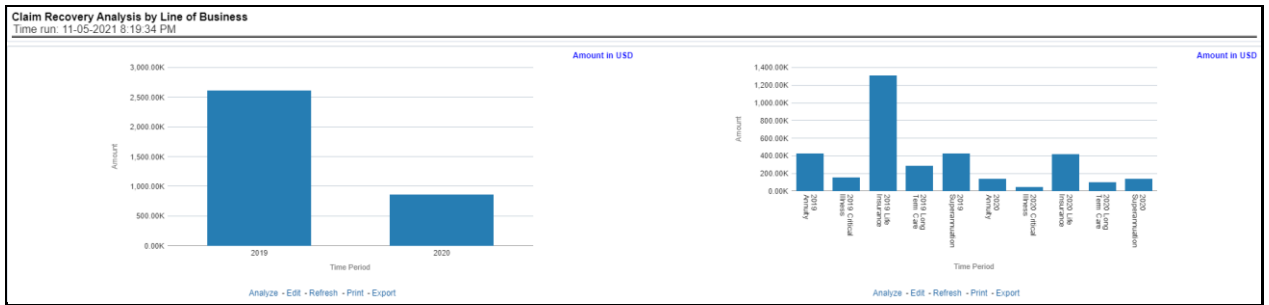 Claim Recovery Analysis by Line of Business
Time run: 11-05-2021 8:19:34 PM
Amount in USD
3,000.00K
2,500.00K
2,000.00K
1,500.00K
1,000.00K
500.00K
0.00K
Amount
2019
2020
Time Period
Analyze - Edit - Refresh - Print - Export
Amount in USD
1,400.00K
1,200.00K
1,000.00K
800.00K
600.00K
400.00K
200.00K
0.00K
Amount
2019
Annuity
2019 Critical
Illness
2019 Life
Insurance
2019 Long
Term Care
2019
Superannuation
2020
Annuity
2020 Critical
Illness
2020 Life
Insurance
2020 Long
Term Care
2020
Superannuation
Time Period
Analyze - Edit - Refresh - Print - Export